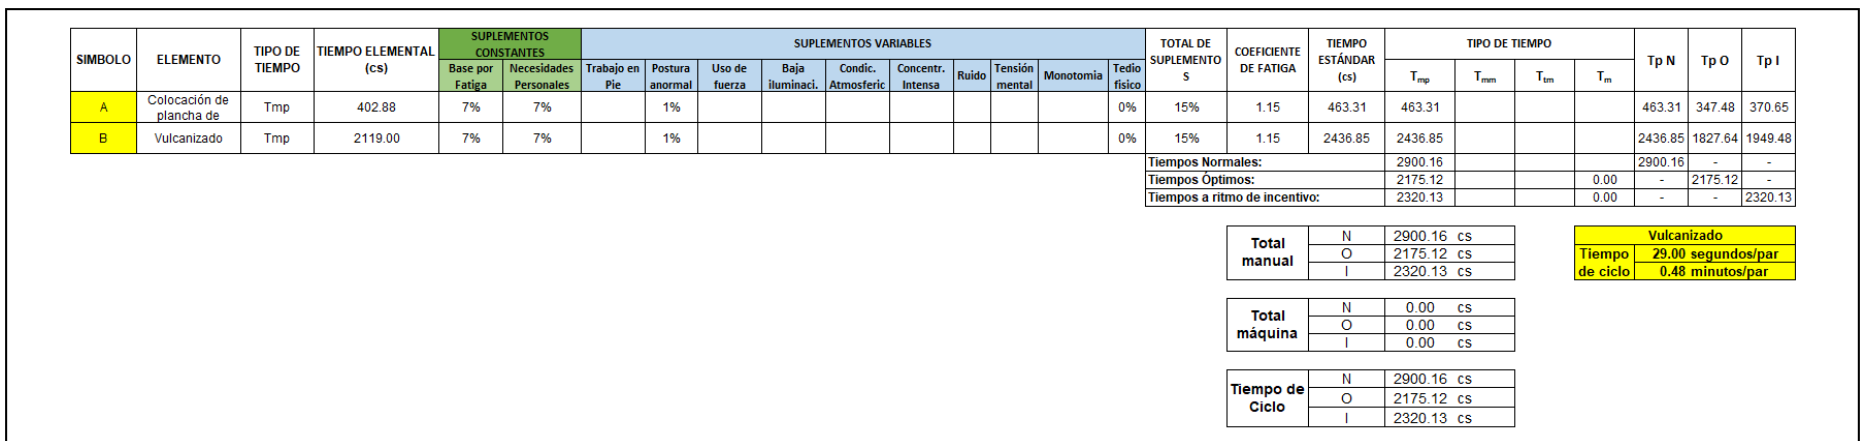 SIMBOLO ELEMENTO TIPO DE TIEMPO TIEMPO ELEMENTAL (cs) SUPLEMENTOS CONSTANTES SUPLEMENTOS VARIABLES TOTAL DE SUPLEMENTO S COEFICIENTE DE FATIGA TIEMPO ESTÁNDAR (cs) TIPO DE TIEMPO Tp N Tp O Tp I
Base por Fatiga Necesidades Personales Trabajo en Pie Postura anormal Uso de fuerza Baja iluminaci. Condic. Atmosferic Concentr. Intensa Ruido Tensión mental Monotomia Tedio fisico Tmp Tmm Ttm Tm
A Colocación de plancha de Tmp 402.88 7% 7% 1% 0% 15% 1.15 463.31 463.31 463.31 347.48 370.65
B Vulcanizado Tmp 2119.00 7% 7% 1% 0% 15% 1.15 2436.85 2436.85 2436.85 1827.64 1949.48
Tiempos Normales: 2900.16 2900.16 - -
Tiempos Óptimos: 2175.12 0.00 - 2175.12 -
Tiempos a ritmo de incentivo: 2320.13 0.00 - - 2320.13
Total manual
N 2900.16 cs
O 2175.12 cs
I 2320.13 cs
Vulcanizado
Tiempo de ciclo
29.00 segundos/par
0.48 minutos/par
Total máquina
N 0.00 cs
O 0.00 cs
I 0.00 cs
Tiempo de Ciclo
N 2900.16 cs
O 2175.12 cs
I 2320.13 cs